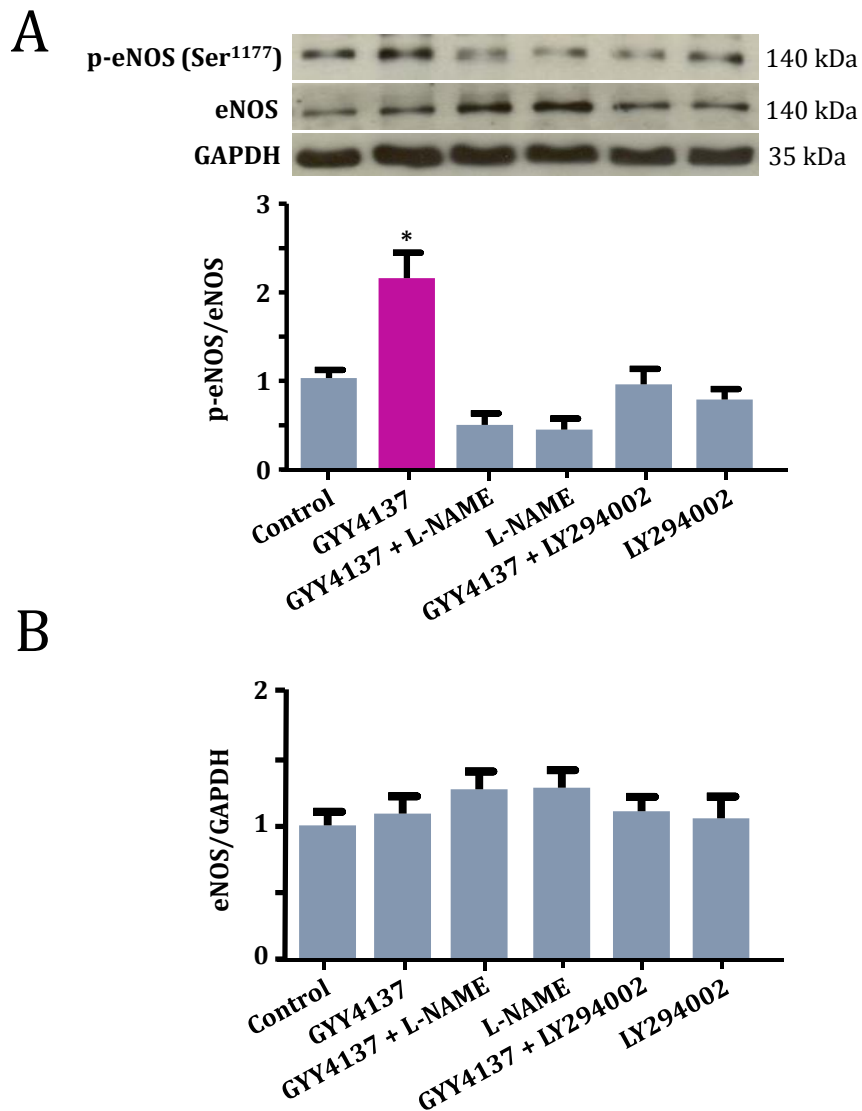 A
p-eNOS (Ser1177) 140 kDa
eNOS 140 kDa
GAPDH 35 kDa
3
2
1
0
p-eNOS/eNOS
*
Control
GYY4137
GYY4137 + L-NAME
L-NAME
GYY4137 + LY294002
LY294002
B
2
1
0
eNOS/GAPDH
Control
GYY4137
GYY4137 + L-NAME
L-NAME
GYY4137 + LY294002
LY294002